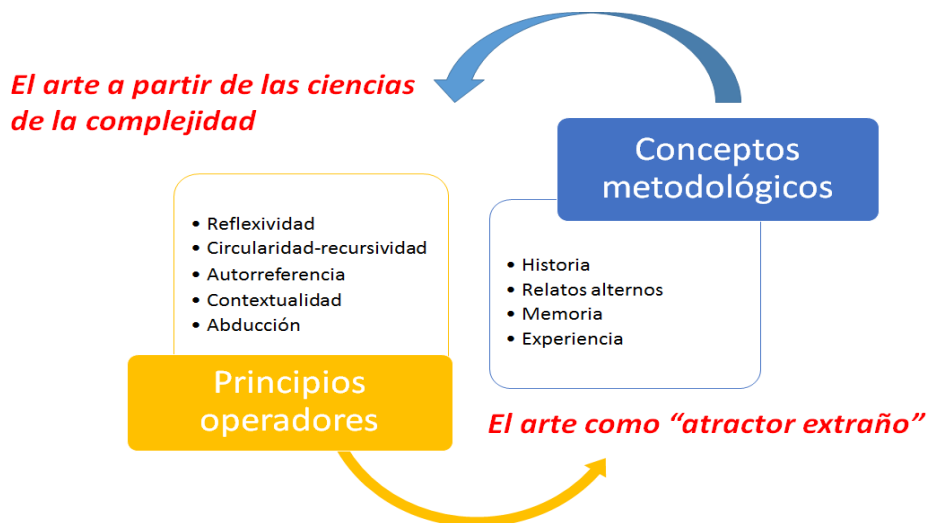 El arte a partir de las ciencias
de la complejidad
Conceptos
metodológicos
• Reflexividad
• Circularidad-recursividad
• Autorreferencia
• Contextualidad
• Abducción
• Historia
• Relatos alternos
• Memoria
• Experiencia
Principios
operadores
El arte como “atractor extraño”